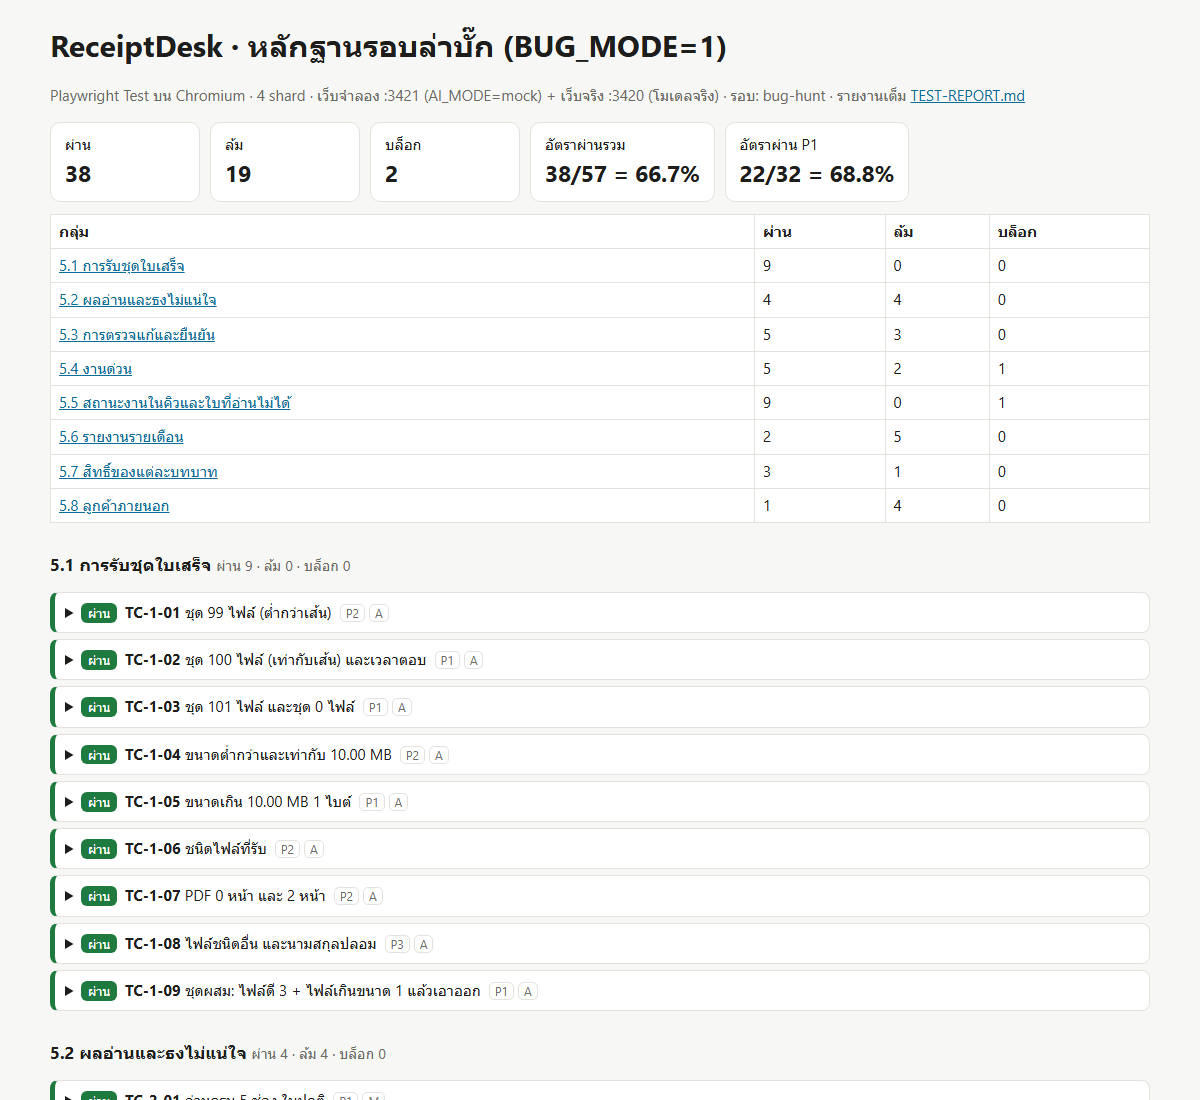 ReceiptDesk · หลักฐานรอบล่าบั๊ก (BUG_MODE=1)
Playwright Test บน Chromium · 4 shard · เว็บจำลอง :3421 (AI_MODE=mock) + เว็บจริง :3420 (โมเดลจริง) · รอบ: bug-hunt · รายงานเต็ม TEST-REPORT.md
ผ่าน ล้ม บล็อก อัตราผ่านรวม อัตราผ่าน P1
38 19 2 38/57 = 66.7% 22/32 = 68.8%
กลุ่ม ผ่าน ล้ม บล็อก
5.1 การรับชุดใบเสร็จ 9 0 0
5.2 ผลอ่านและธงไม่แน่ใจ 4 4 0
5.3 การตรวจแก้และยืนยัน 5 3 0
5.4 งานด่วน 5 2 1
5.5 สถานะงานในคิวและใบที่อ่านไม่ได้ 9 0 1
5.6 รายงานรายเดือน 2 5 0
5.7 สิทธิ์ของแต่ละบทบาท 3 1 0
5.8 ลูกค้าภายนอก 1 4 0
5.1 การรับชุดใบเสร็จ ผ่าน 9 · ล้ม 0 · บล็อก 0
ผ่าน TC-1-01 ชุด 99 ไฟล์ (ต่ำกว่าเส้น) P2 A
ผ่าน TC-1-02 ชุด 100 ไฟล์ (เท่ากับเส้น) และเวลาตอบ P1 A
ผ่าน TC-1-03 ชุด 101 ไฟล์ และชุด 0 ไฟล์ P1 A
ผ่าน TC-1-04 ขนาดต่ำกว่าและเท่ากับ 10.00 MB P2 A
ผ่าน TC-1-05 ขนาดเกิน 10.00 MB 1 ไบต์ P1 A
ผ่าน TC-1-06 ชนิดไฟล์ที่รับ P2 A
ผ่าน TC-1-07 PDF 0 หน้า และ 2 หน้า P2 A
ผ่าน TC-1-08 ไฟล์ชนิดอื่น และนามสกุลปลอม P3 A
ผ่าน TC-1-09 ชุดผสม: ไฟล์ดี 3 + ไฟล์เกินขนาด 1 แล้วเอาออก P1 A
5.2 ผลอ่านและธงไม่แน่ใจ ผ่าน 4 · ล้ม 4 · บล็อก 0
ผ่าน TC-2-01 อ่านครบ 5 ช่อง ใบปกติ P1 M